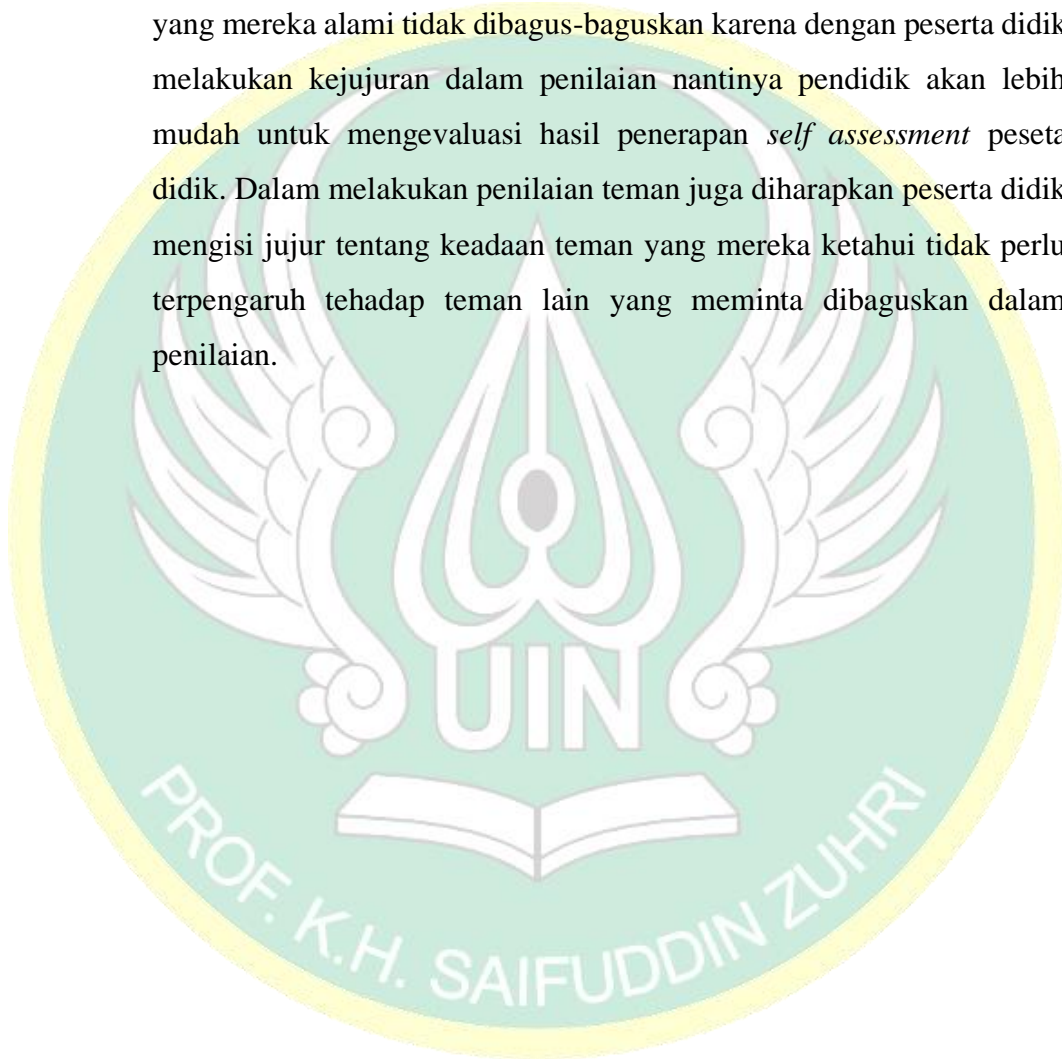 yang mereka alami tidak dibagus-baguskan karena dengan peserta didik
melakukan kejujuran dalam penilaian nantinya pendidik akan lebih
mudah untuk mengevaluasi hasil penerapan self assessment peseta
didik. Dalam melakukan penilaian teman juga diharapkan peserta didik
mengisi jujur tentang keadaan teman yang mereka ketahui tidak perlu
terpengaruh tehadap teman lain yang meminta dibaguskan dalam
penilaian.
UIN
PROF. K.H. SAIFUDDIN ZUHRI